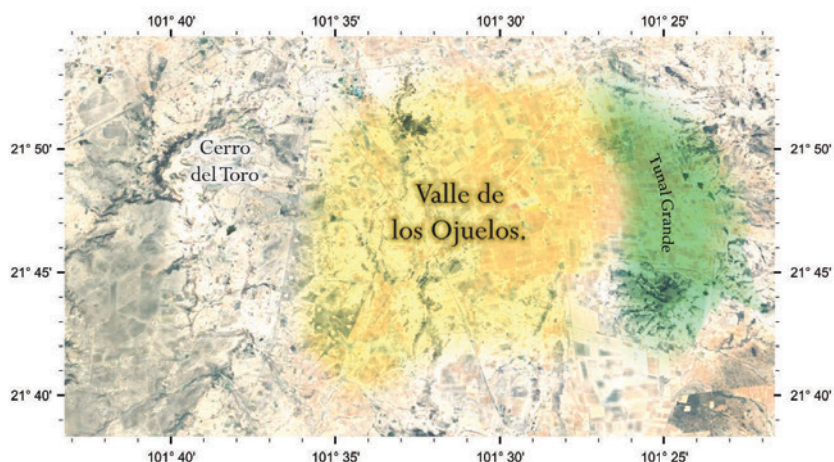 101° 40' 101° 35' 101° 30' 101° 25'
21° 50' 21° 50'
Cerro
del Toro
Valle de
los Ojuelos.
Tunal Grande
21° 45' 21° 45'
21° 40' 21° 40'
101° 40' 101° 35' 101° 30' 101° 25'